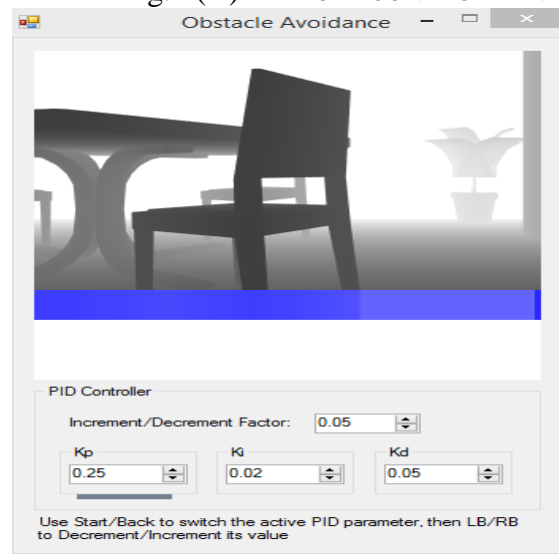 Obstacle Avoidance
PID Controller
Increment/Decrement Factor: 0.05
Kp Ki Kd
0.25 0.02 0.05
Use Start/Back to switch the active PID parameter, then LB/RB
to Decrement/Increment its value